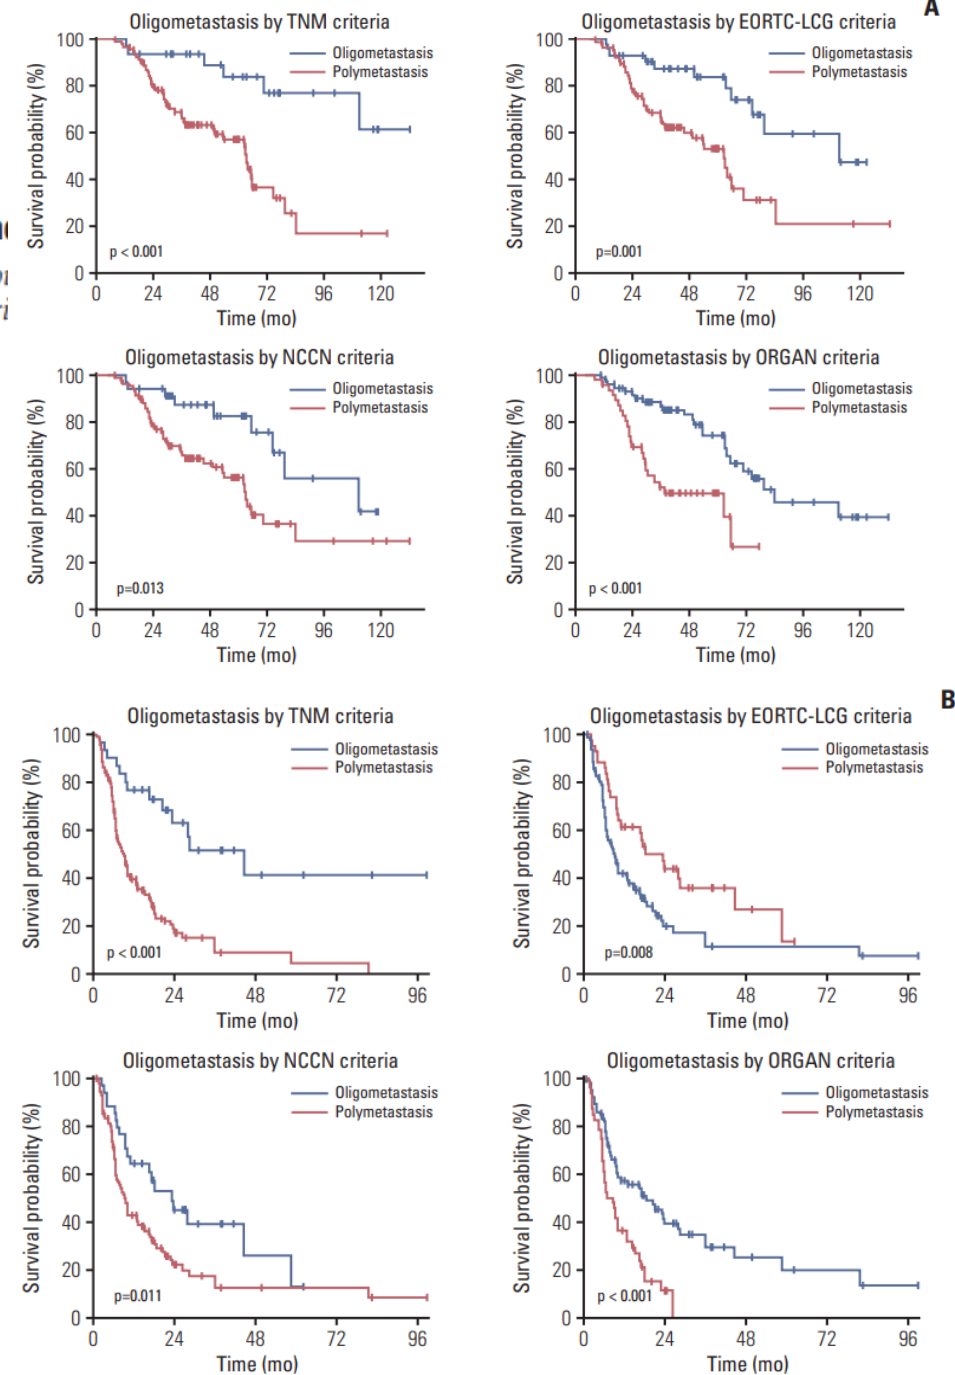 A
Oligometastasis by TNM criteria
Survival probability (%)
100
80
60
40
20
0
Oligometastasis
Polymetastasis
p < 0.001
0 24 48 72 96 120
Time (mo)
Oligometastasis by EORTC-LCG criteria
Survival probability (%)
100
80
60
40
20
0
Oligometastasis
Polymetastasis
p=0.001
0 24 48 72 96 120
Time (mo)
Oligometastasis by NCCN criteria
Survival probability (%)
100
80
60
40
20
0
Oligometastasis
Polymetastasis
p=0.013
0 24 48 72 96 120
Time (mo)
Oligometastasis by ORGAN criteria
Survival probability (%)
100
80
60
40
20
0
Oligometastasis
Polymetastasis
p < 0.001
0 24 48 72 96 120
Time (mo)
B
Oligometastasis by TNM criteria
Survival probability (%)
100
80
60
40
20
0
Oligometastasis
Polymetastasis
p < 0.001
0 24 48 72 96
Time (mo)
Oligometastasis by EORTC-LCG criteria
Survival probability (%)
100
80
60
40
20
0
Oligometastasis
Polymetastasis
p=0.008
0 24 48 72 96
Time (mo)
Oligometastasis by NCCN criteria
Survival probability (%)
100
80
60
40
20
0
Oligometastasis
Polymetastasis
p=0.011
0 24 48 72 96
Time (mo)
Oligometastasis by ORGAN criteria
Survival probability (%)
100
80
60
40
20
0
Oligometastasis
Polymetastasis
p < 0.001
0 24 48 72 96
Time (mo)